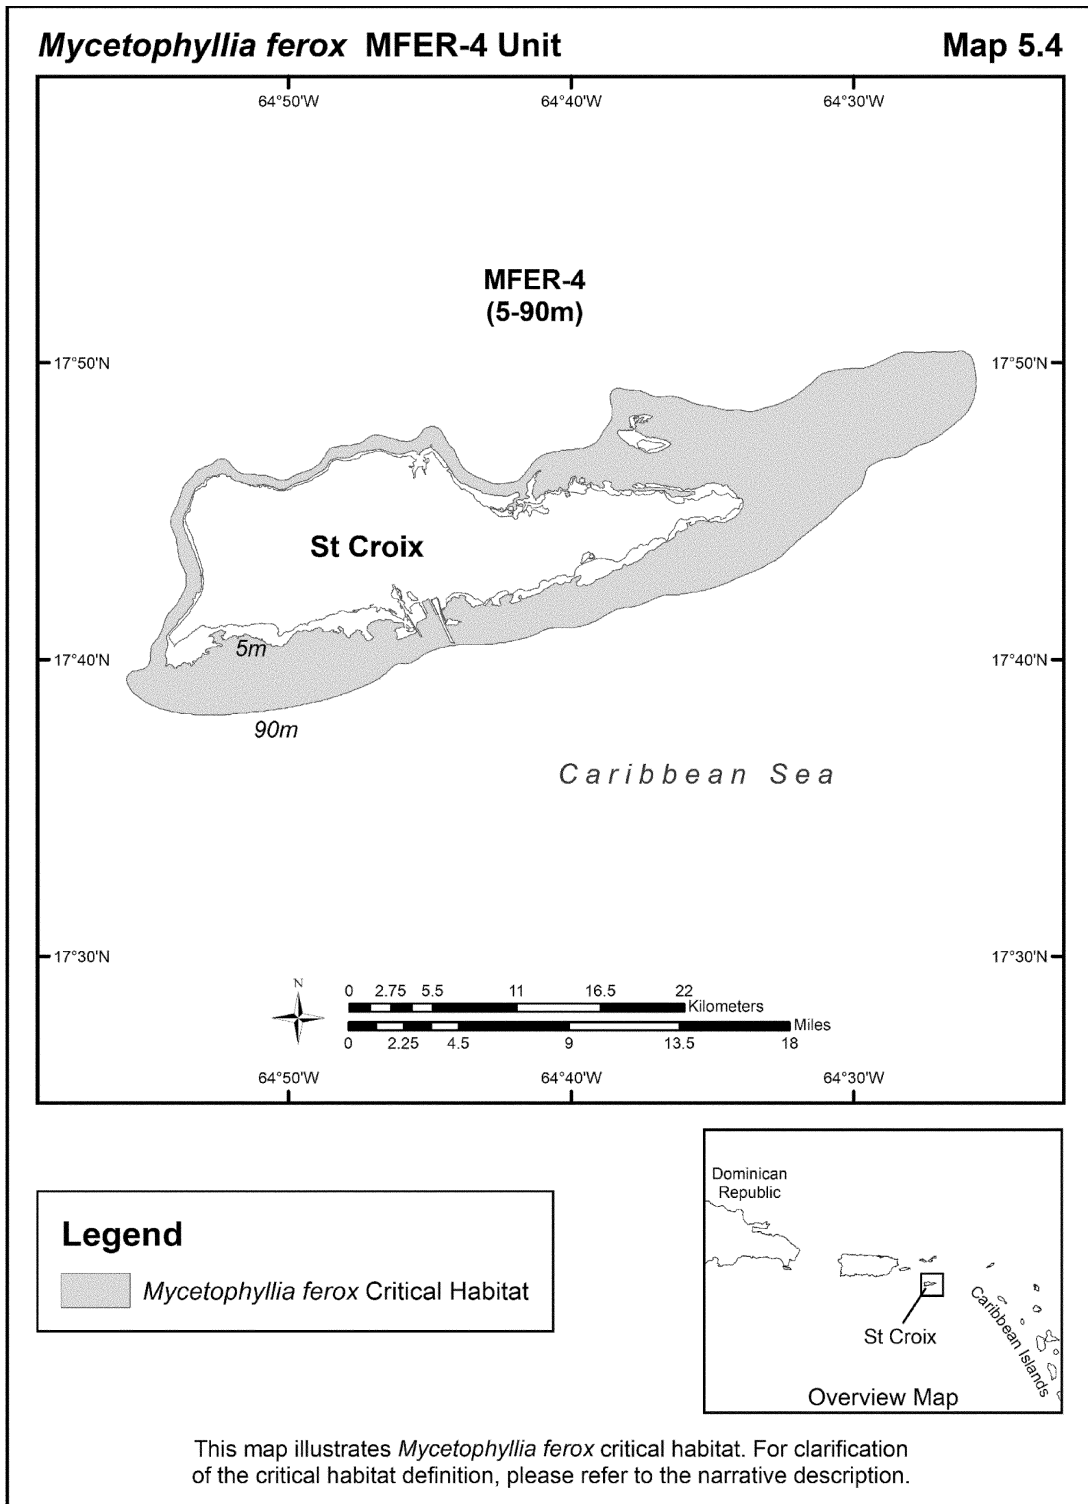 Mycetophyllia ferox MFER-4 Unit
Map 5.4
64°50'W 64°40'W 64°30'W
MFER-4
(5-90m)
17°50'N 17°50'N
St Croix
5m
17°40'N 17°40'N
90m
Caribbean Sea
17°30'N 17°30'N
N
0 2.75 5.5 11 16.5 22
Kilometers
Miles
0 2.25 4.5 9 13.5 18
64°50'W 64°40'W 64°30'W
Legend
Mycetophyllia ferox Critical Habitat
Dominican
Republic
St Croix
Caribbean Islands
Overview Map
This map illustrates Mycetophyllia ferox critical habitat. For clarification
of the critical habitat definition, please refer to the narrative description.